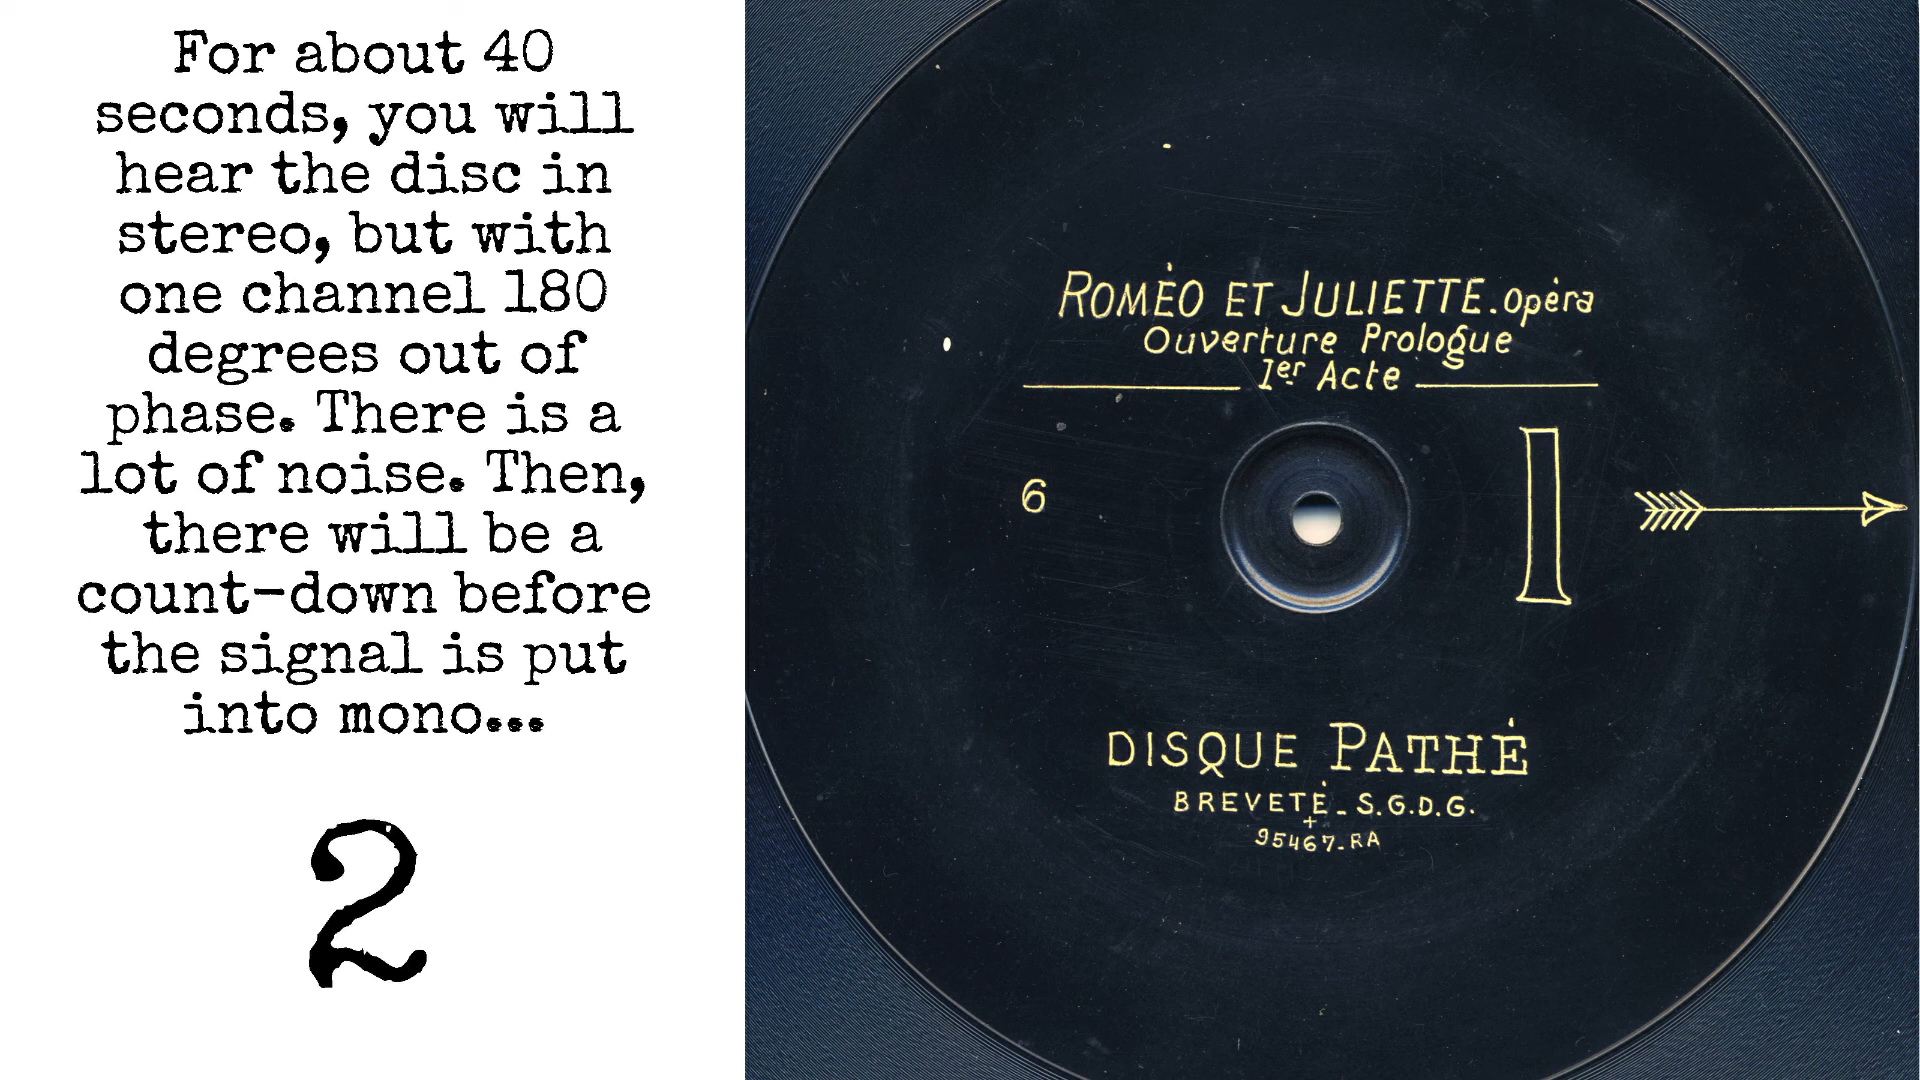 For about 40
seconds, you will
hear the disc in
stereo, but with
one channel 180
degrees out of
phase. There is a
lot of noise. Then,
there will be a
count-down before
the signal is put
into mono...
2
ROMÉO ET JULIETTE. Opéra
Ouverture Prologue
Ier Acte
6
1
DISQUE PATHÉ
BREVETÉ_S.G.D.G.
+
95467-RA